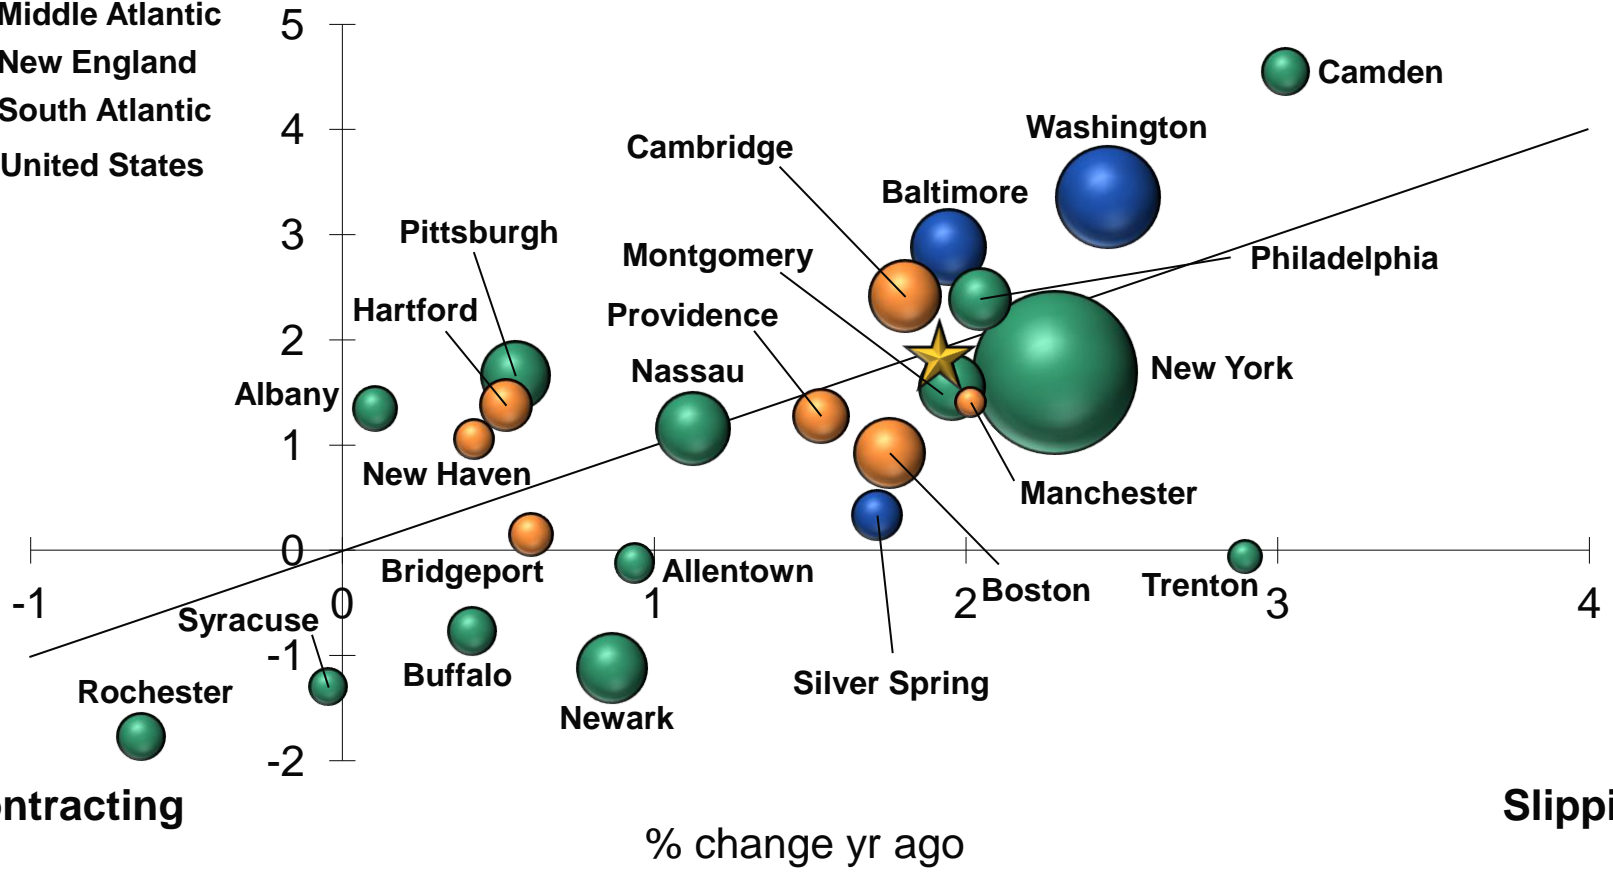 Middle Atlantic
New England
South Atlantic
United States
5
4
3
2
1
0
-1
-2
-1
0
1
2
3
4
Camden
Washington
Cambridge
Baltimore
Pittsburgh
Montgomery
Philadelphia
Hartford
Providence
Nassau
New York
Albany
New Haven
Manchester
Bridgeport
Allentown
Boston
Trenton
Syracuse
Buffalo
Silver Spring
Rochester
Newark
ntracting
Slippi
% change yr ago